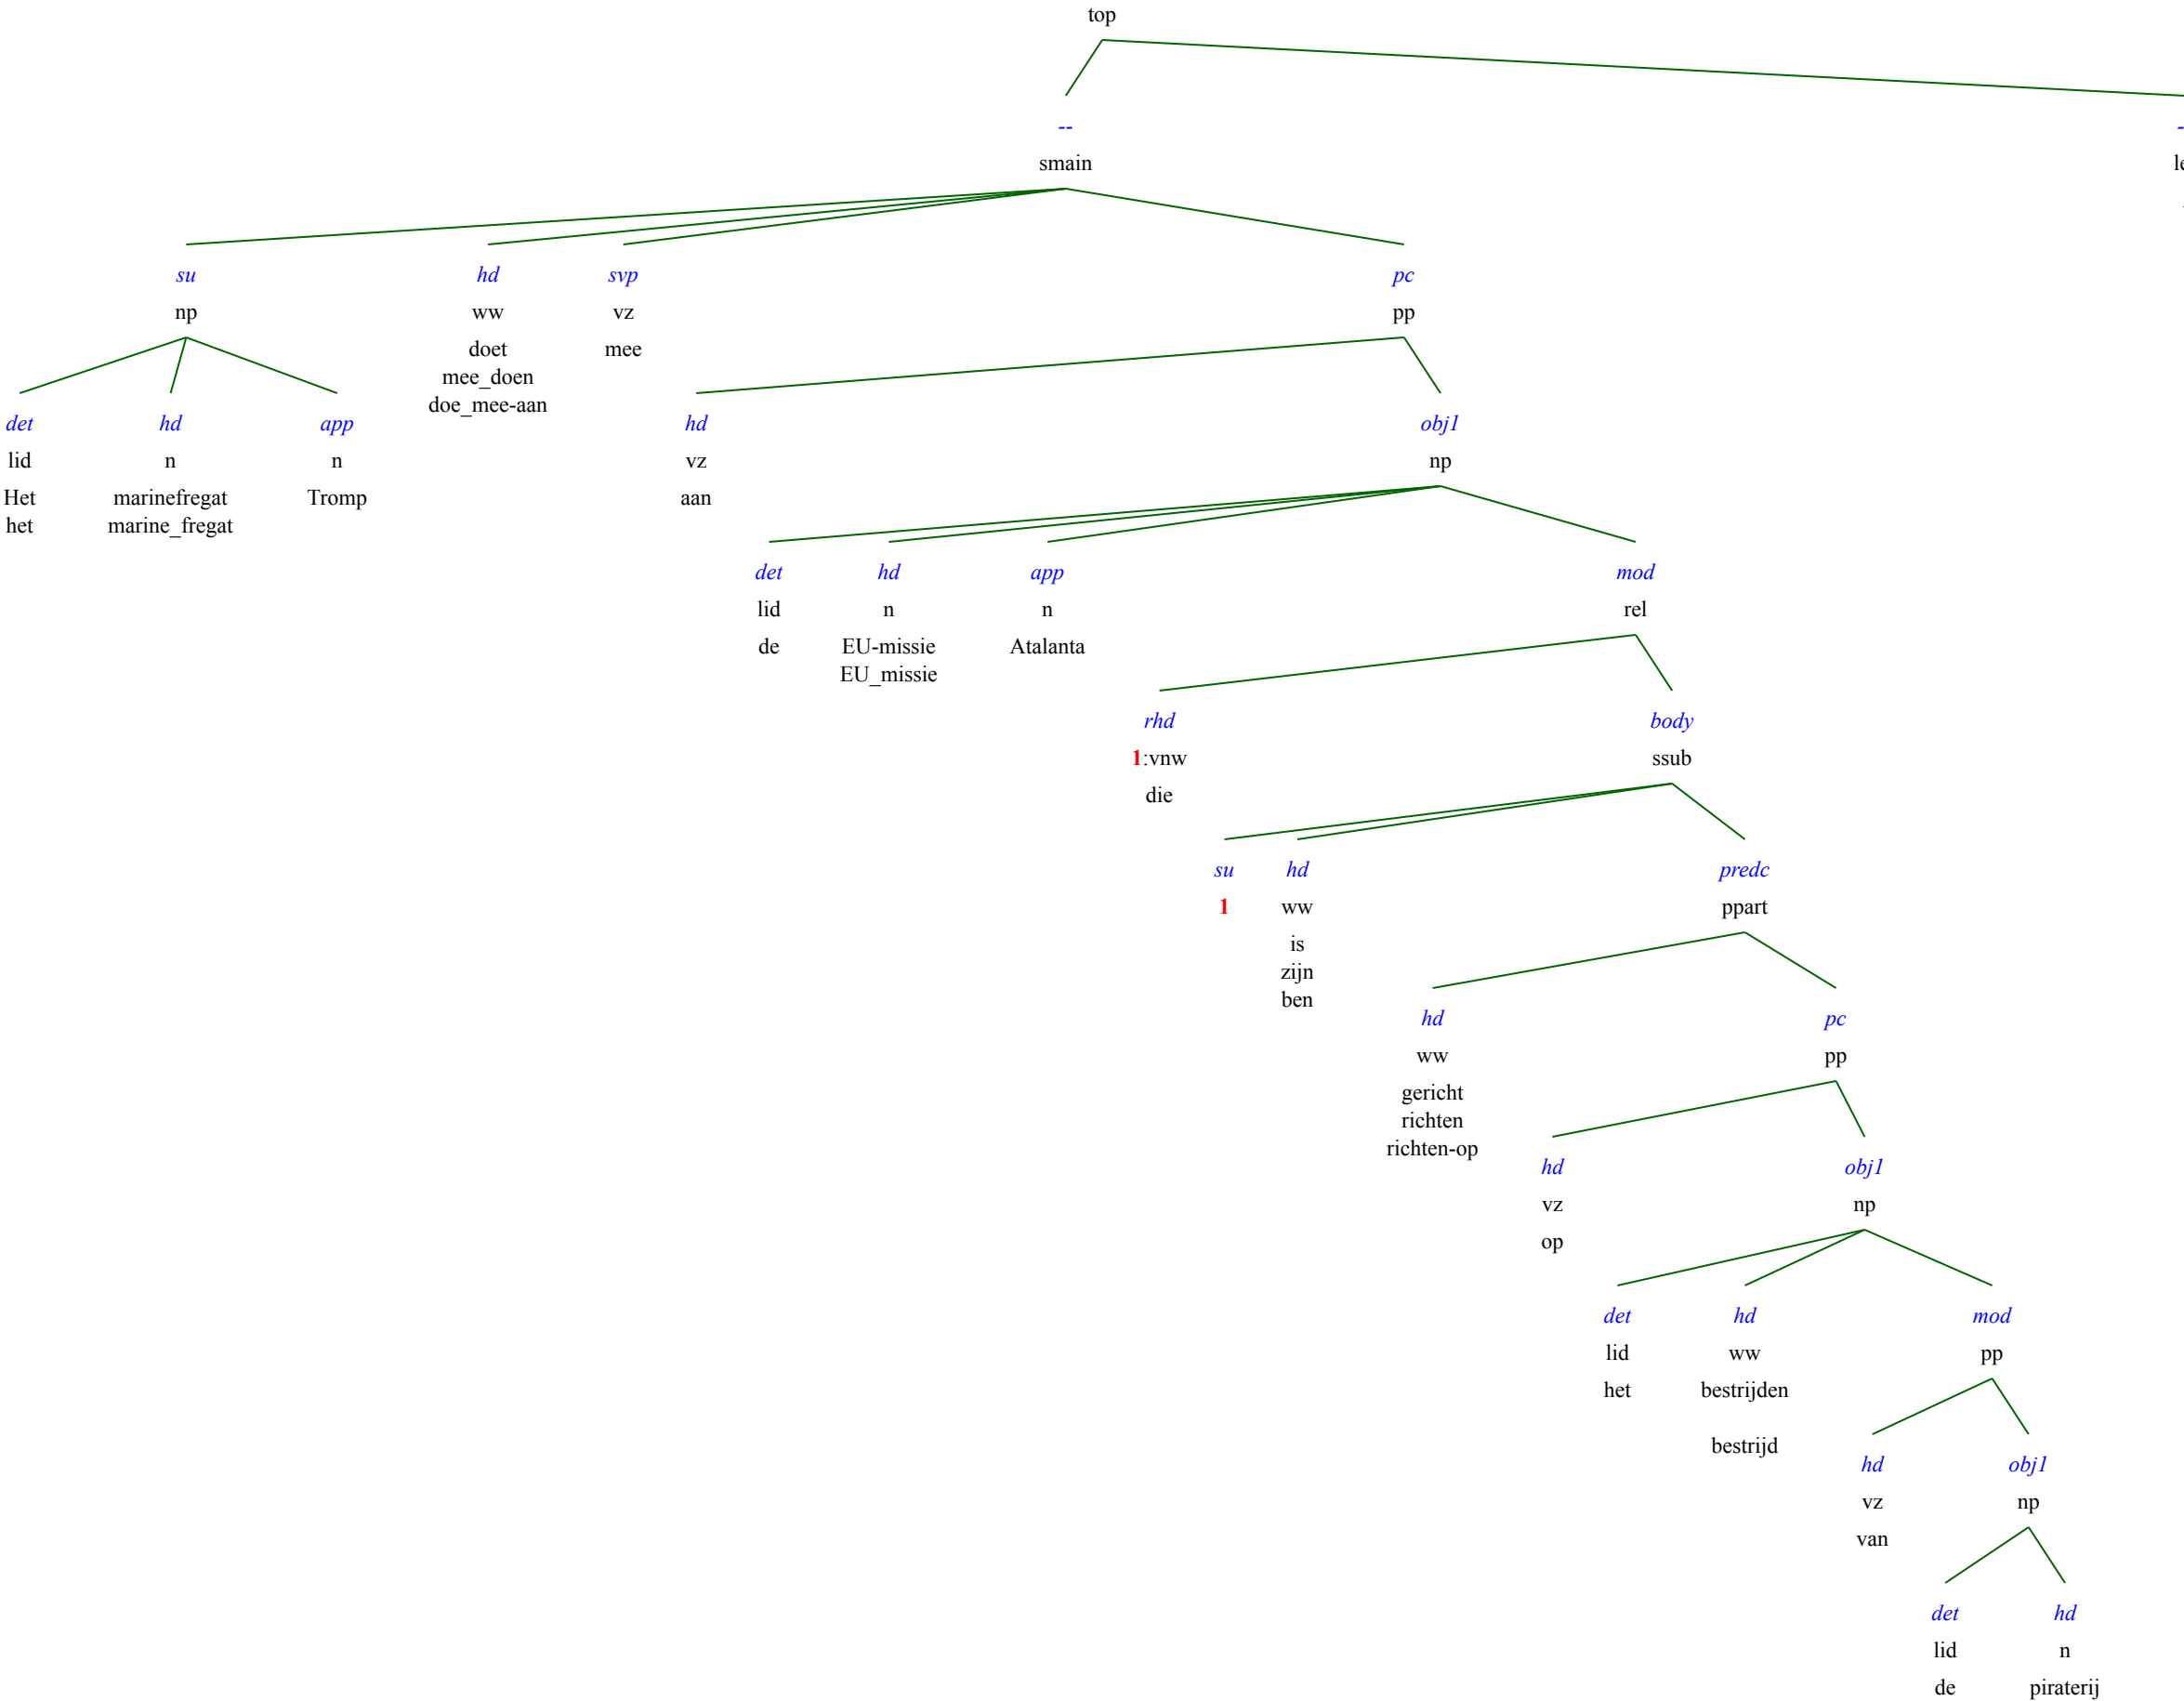 top
-- -
smain le
su hd svp pc
np ww vz pp
doet mee
mee_doen
doe_mee-aan
det hd app hd obj1
lid n n vz np
Het marinefregat Tromp aan
het marine_fregat
det hd app mod
lid n n rel
de EU-missie Atalanta
EU_missie
rhd body
1:vnw ssub
die
su hd predc
1 ww ppart
is
zijn
ben
hd pc
ww pp
gericht
richten
richten-op
hd obj1
vz np
op
det hd mod
lid ww pp
het bestrijden
bestrijd
hd obj1
vz np
van
det hd
lid n
de piraterij